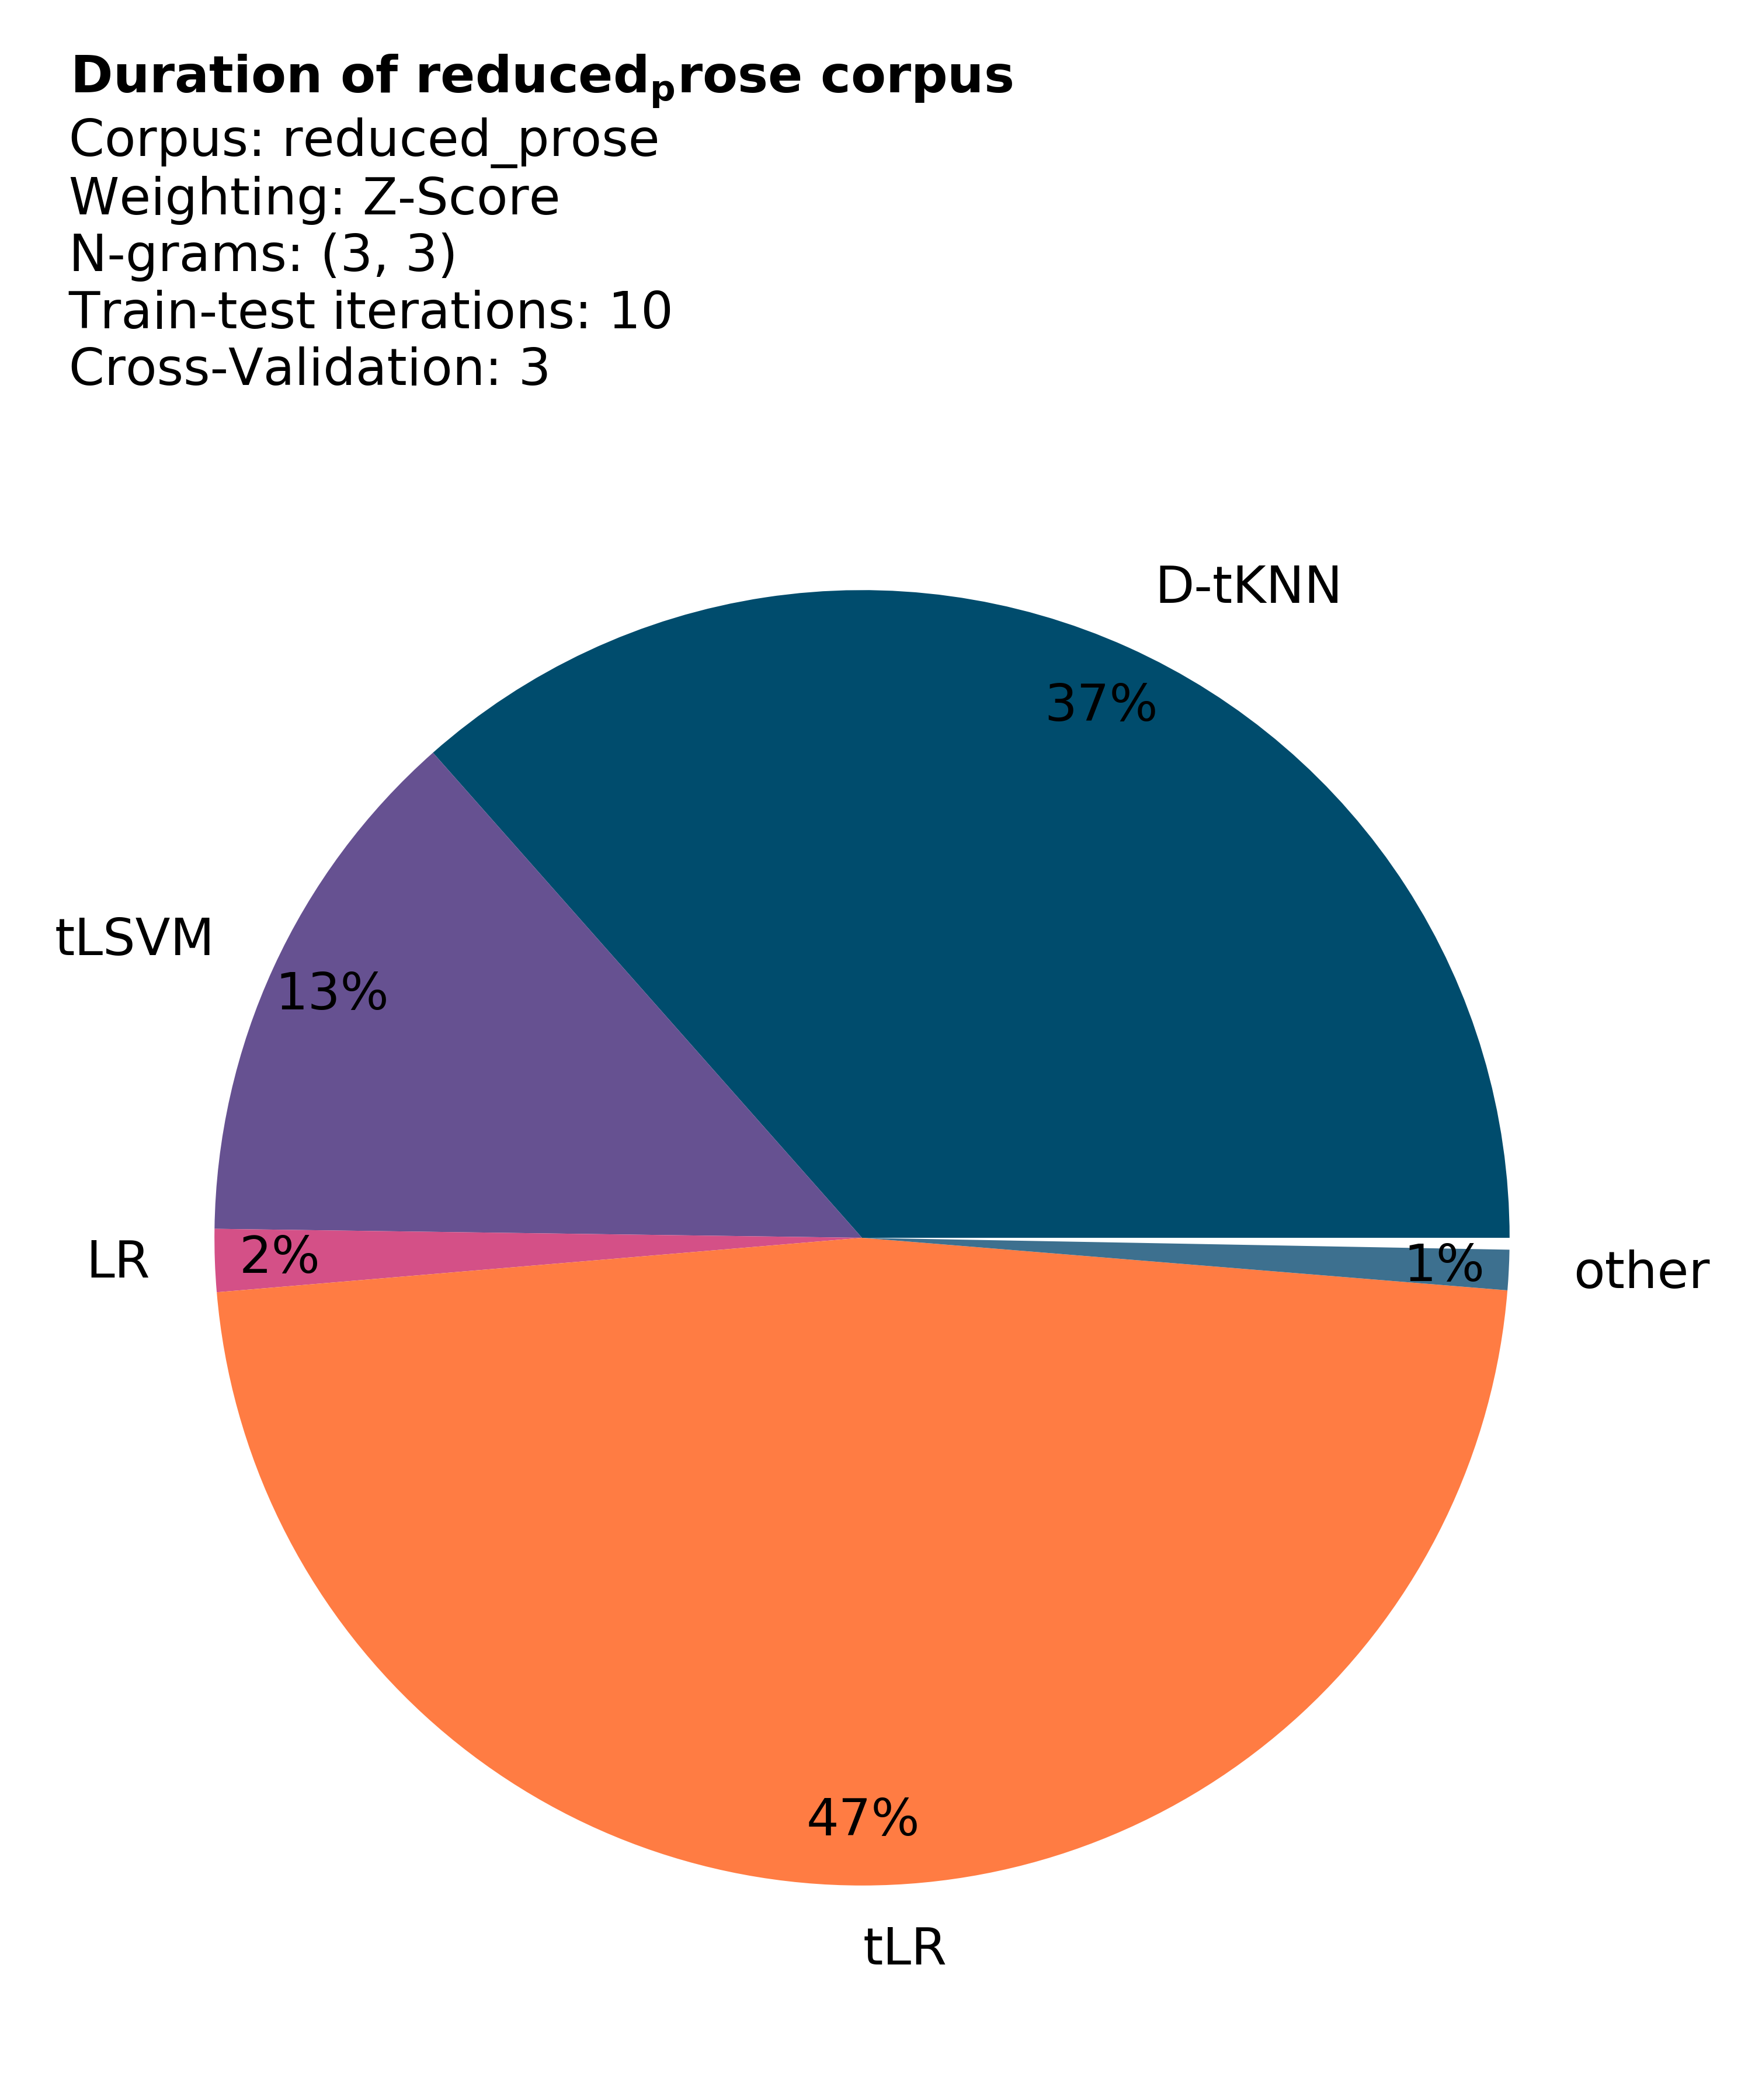 Duration of reducedₚrose corpus
Corpus: reduced_prose
Weighting: Z-Score
N-grams: (3, 3)
Train-test iterations: 10
Cross-Validation: 3
D-tKNN
37%
tLSVM
13%
LR
2%
1%
other
47%
tLR